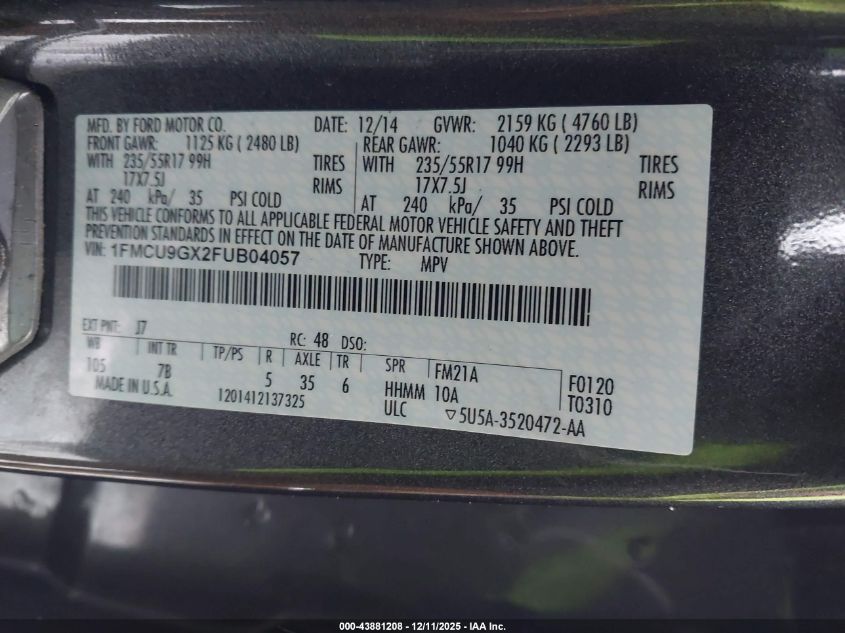 MFD. BY FORD MOTOR CO. DATE: 12/14 GVWR: 2159 KG ( 4760 LB)
FRONT GAWR: 1125 KG ( 2480 LB) REAR GAWR: 1040 KG ( 2293 LB)
WITH 235/55R17 99H TIRES WITH 235/55R17 99H TIRES
17X7.5J RIMS 17X7.5J RIMS
AT 240 kPa/ 35 PSI COLD AT 240 kPa/ 35 PSI COLD
THIS VEHICLE CONFORMS TO ALL APPLICABLE FEDERAL MOTOR VEHICLE SAFETY AND THEFT
PREVENTION STANDARDS IN EFFECT ON THE DATE OF MANUFACTURE SHOWN ABOVE.
VIN: 1FMCU9GX2FUB04057 TYPE: MPV
EXT PNT: J7 RC: 48 DSO:
WB INT TR TP/PS R AXLE TR SPR FM21A F0120
105 7B 5 35 6 HHMM 10A T0310
MADE IN U.S.A. 1201412137325 ULC ▽5U5A-3520472-AA
000-43881208 - 12/11/2025 - IAA Inc.